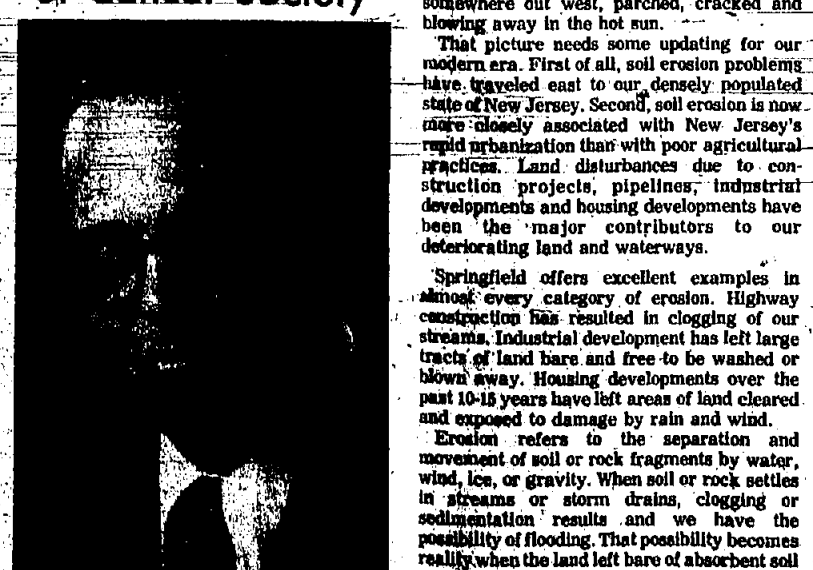 of Cancer Society
somewhere out west, parched, cracked and
blowing away in the hot sun.
That picture needs some updating for our
modern era. First of all, soil erosion problems
have traveled east to our densely populated
state of New Jersey. Second, soil erosion is now
more closely associated with New Jersey's
rapid urbanization than with poor agricultural
practices. Land disturbances due to con-
struction projects, pipelines, industrial
developments and housing developments have
been the major contributors to our
deteriorating land and waterways.
Springfield offers excellent examples in
almost every category of erosion. Highway
construction has resulted in clogging of our
streams. Industrial development has left large
tracts of land bare and free to be washed or
blown away. Housing developments over the
past 10-15 years have left areas of land cleared
and exposed to damage by rain and wind.
Erosion refers to the separation and
movement of soil or rock fragments by water,
wind, ice, or gravity. When soil or rock settles
in streams or storm drains, clogging or
sedimentation results and we have the
possibility of flooding. That possibility becomes
reality when the land left bare of absorbent soil